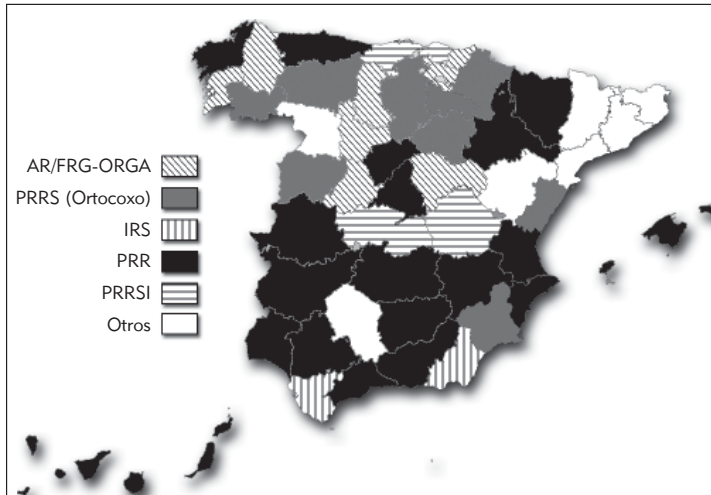 AR/FRG-ORGA
PRRS (Ortocoxo)
IRS
PRR
PRRSI
Otros